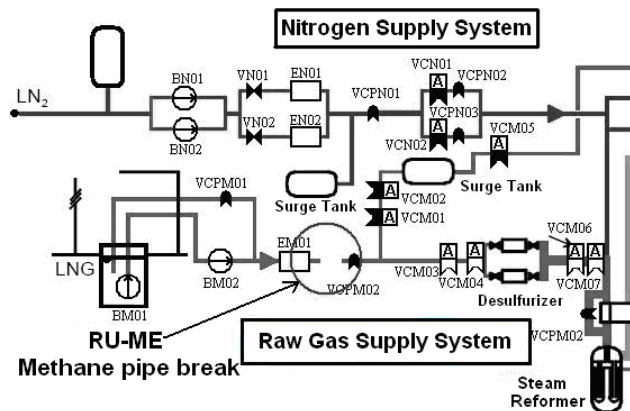 Nitrogen Supply System
LN2
BN01
BN02
VN01
VN02
EN01
EN02
VCPN01
VCN01
VCPN02
VCPN03
VCN02
VCM05
Surge Tank
Surge Tank
VCM02
VCM01
VCPM01
LNG
BM01
BM02
EM01
VCPM02
VCM03
VCM04
VCM06
VCM07
Desulfurizer
VCPM02
RU-ME
Methane pipe break
Raw Gas Supply System
Steam
Reformer
A
A
A
A
A
A
A
A
A